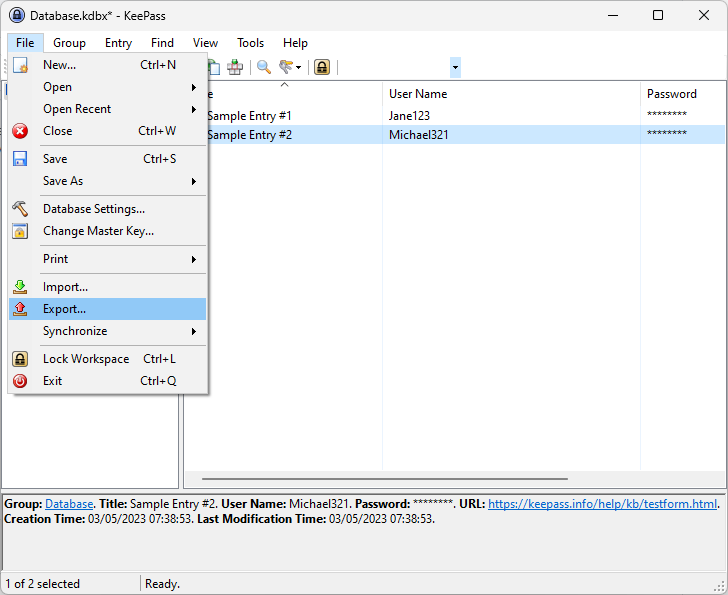 Database.kdbx* - KeePass
File Group Entry Find View Tools Help
New... Ctrl+N
Open
Open Recent
Close Ctrl+W
Save Ctrl+S
Save As
Database Settings...
Change Master Key...
Print
Import...
Export...
Synchronize
Lock Workspace Ctrl+L
Exit Ctrl+Q
e User Name Password
Sample Entry #1 Jane123 ********
Sample Entry #2 Michael321 ********
Group: Database. Title: Sample Entry #2. User Name: Michael321. Password: ********. URL: https://keepass.info/help/kb/testform.html.
Creation Time: 03/05/2023 07:38:53. Last Modification Time: 03/05/2023 07:38:53.
1 of 2 selected Ready.